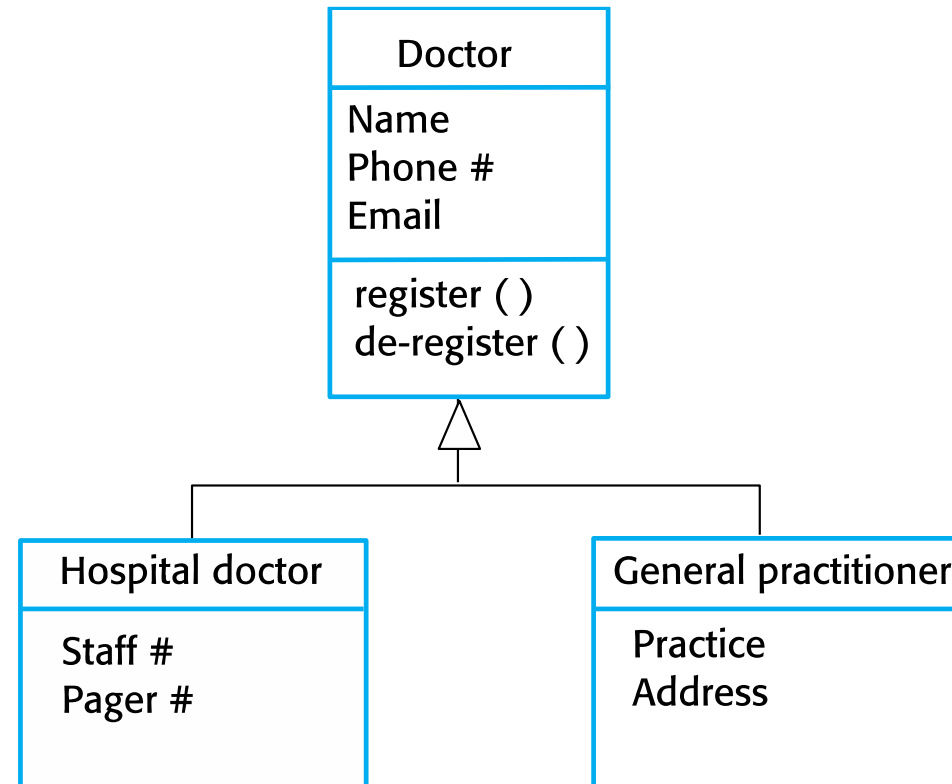 Doctor
Name
Phone #
Email
register ( )
de-register ( )
Hospital doctor
Staff #
Pager #
General practitioner
Practice
Address